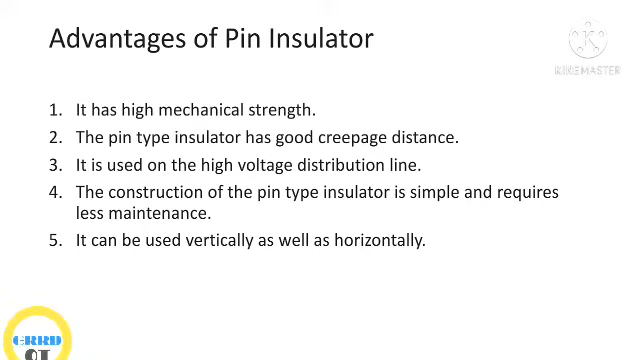 Advantages of Pin Insulator
KINEMASTER
1. It has high mechanical strength.
2. The pin type insulator has good creepage distance.
3. It is used on the high voltage distribution line.
4. The construction of the pin type insulator is simple and requires
less maintenance.
5. It can be used vertically as well as horizontally.